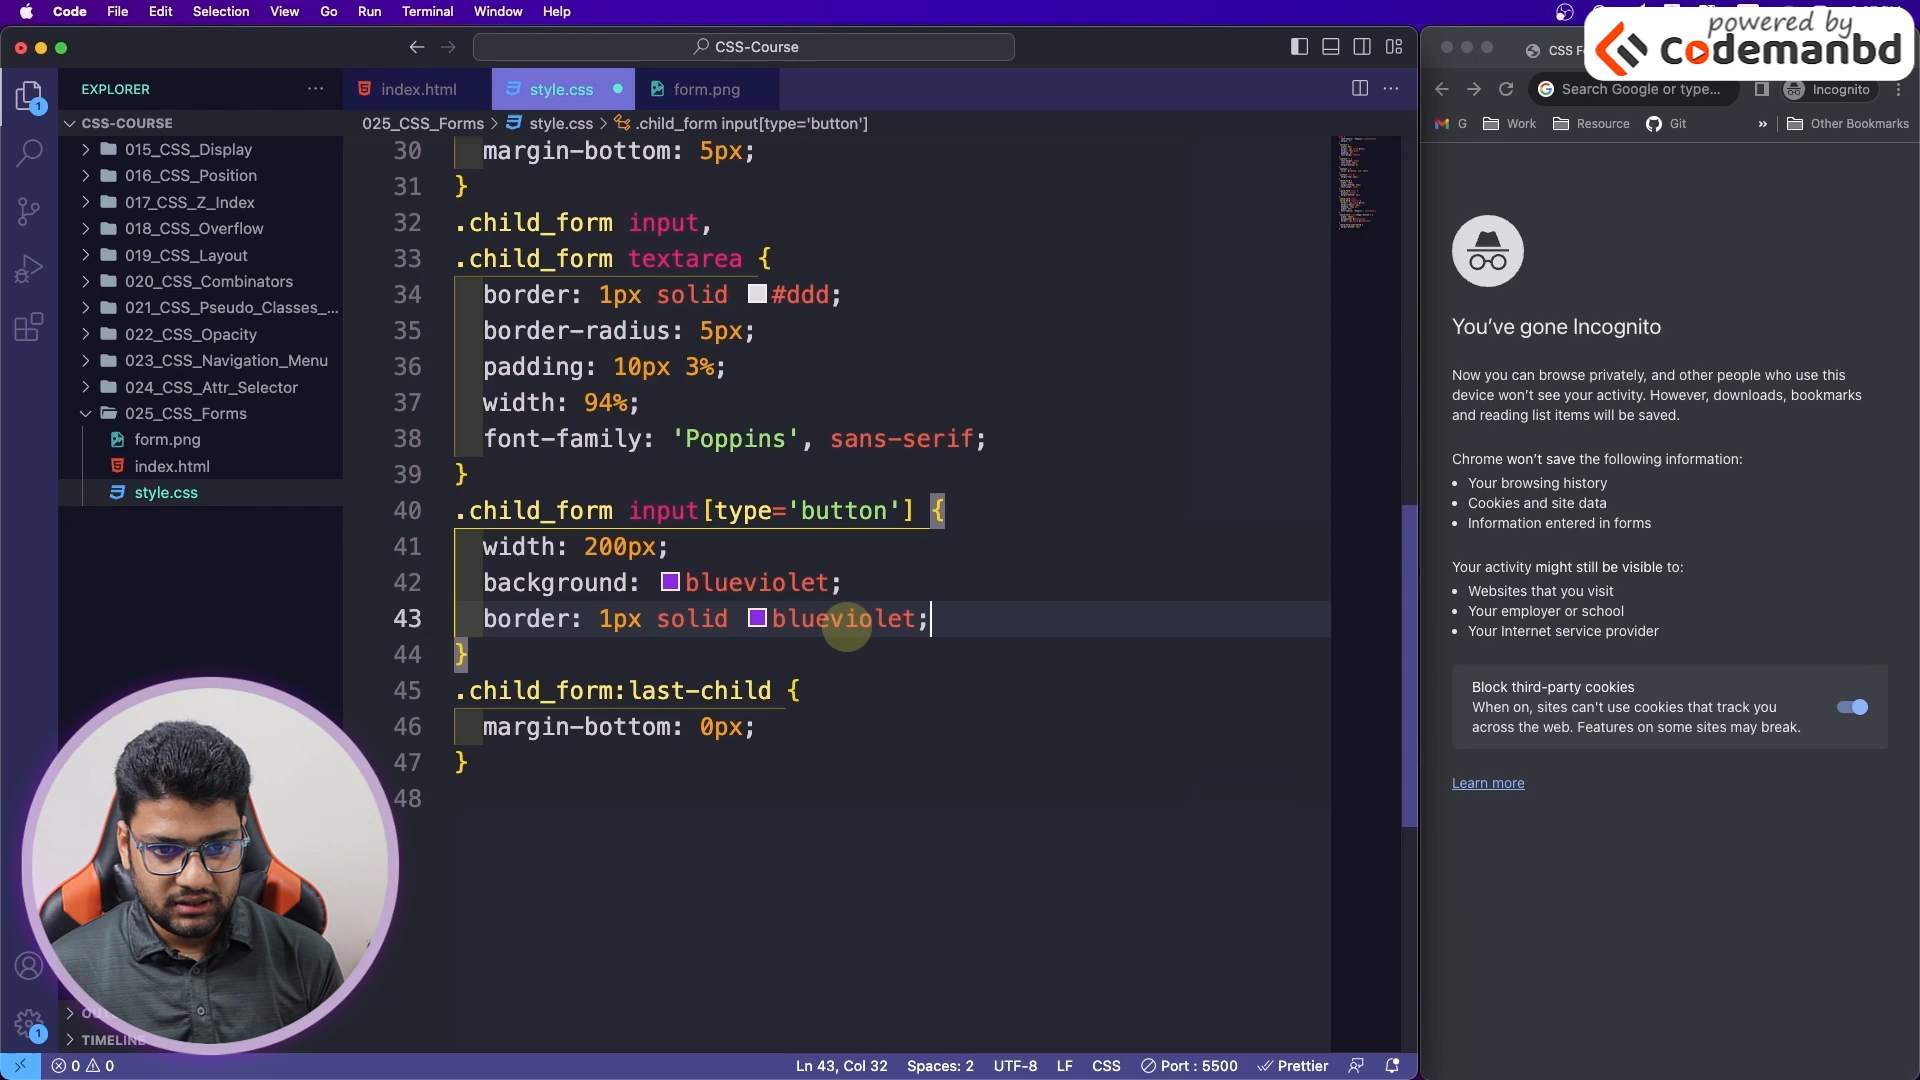 Code File Edit Selection View Go Run Terminal Window Help
powered by
Codemanbd
CSS-Course
EXPLORER
index.html
style.css
form.png
CSS-COURSE
025_CSS_Forms > style.css > .child_form input[type='button']
015_CSS_Display
016_CSS_Position
017_CSS_Z_Index
018_CSS_Overflow
019_CSS_Layout
020_CSS_Combinators
021_CSS_Pseudo_Classes_...
022_CSS_Opacity
023_CSS_Navigation_Menu
024_CSS_Attr_Selector
025_CSS_Forms
form.png
index.html
style.css
TIMELINE
30 margin-bottom: 5px;
31 }
32 .child_form input,
33 .child_form textarea {
34 border: 1px solid #ddd;
35 border-radius: 5px;
36 padding: 10px 3%;
37 width: 94%;
38 font-family: 'Poppins', sans-serif;
39 }
40 .child_form input[type='button'] {
41 width: 200px;
42 background: blueviolet;
43 border: 1px solid blueviolet;
44 }
45 .child_form:last-child {
46 margin-bottom: 0px;
47 }
48
0 0 Ln 43, Col 32 Spaces: 2 UTF-8 LF CSS Port : 5500 Prettier
1
1
CSS F
Search Google or type...
Incognito
G Work Resource Git » Other Bookmarks
You've gone Incognito
Now you can browse privately, and other people who use this
device won't see your activity. However, downloads, bookmarks
and reading list items will be saved.
Chrome won't save the following information:
• Your browsing history
• Cookies and site data
• Information entered in forms
Your activity might still be visible to:
• Websites that you visit
• Your employer or school
• Your Internet service provider
Block third-party cookies
When on, sites can't use cookies that track you
across the web. Features on some sites may break.
Learn more